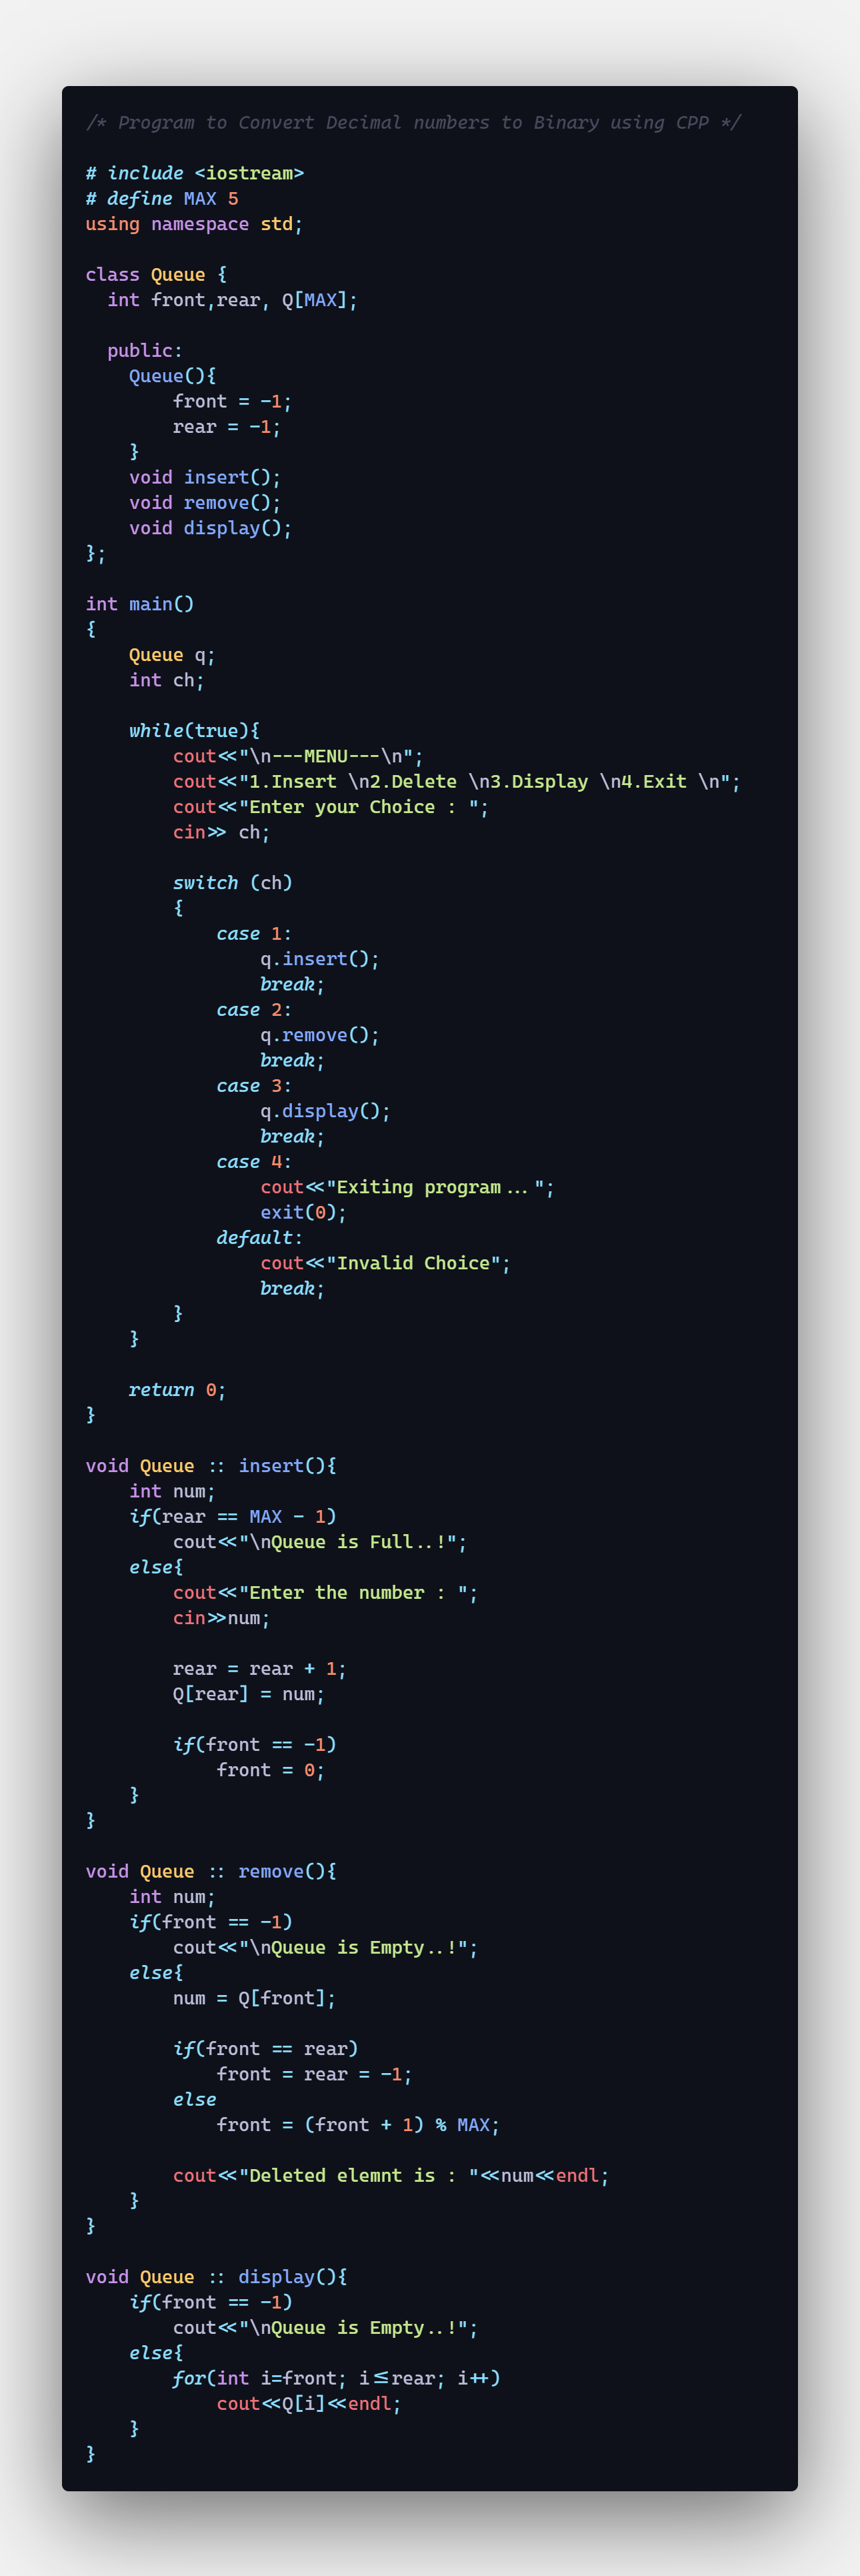 /* Program to Convert Decimal numbers to Binary using CPP */

# include <iostream>
# define MAX 5
using namespace std;

class Queue {
  int front,rear, Q[MAX];

  public:
    Queue(){
        front = -1;
        rear = -1;
    }
    void insert();
    void remove();
    void display();
};

int main()
{
    Queue q;
    int ch;

    while(true){
        cout<<"\n---MENU---\n";
        cout<<"1.Insert \n2.Delete \n3.Display \n4.Exit \n";
        cout<<"Enter your Choice : ";
        cin>> ch;

        switch (ch)
        {
            case 1:
                q.insert();
                break;
            case 2:
                q.remove();
                break;
            case 3:
                q.display();
                break;
            case 4:
                cout<<"Exiting program...";
                exit(0);
            default:
                cout<<"Invalid Choice";
                break;
        }
    }

    return 0;
}

void Queue :: insert(){
    int num;
    if(rear == MAX - 1)
        cout<<"\nQueue is Full..!";
    else{
        cout<<"Enter the number : ";
        cin>>num;

        rear = rear + 1;
        Q[rear] = num;

        if(front == -1)
            front = 0;
    }
}

void Queue :: remove(){
    int num;
    if(front == -1)
        cout<<"\nQueue is Empty..!";
    else{
        num = Q[front];

        if(front == rear)
            front = rear = -1;
        else
            front = (front + 1) % MAX;

        cout<<"Deleted elemnt is : "<<num<<endl;
    }
}

void Queue :: display(){
    if(front == -1)
        cout<<"\nQueue is Empty..!";
    else{
        for(int i=front; i<=rear; i++)
            cout<<Q[i]<<endl;
    }
}